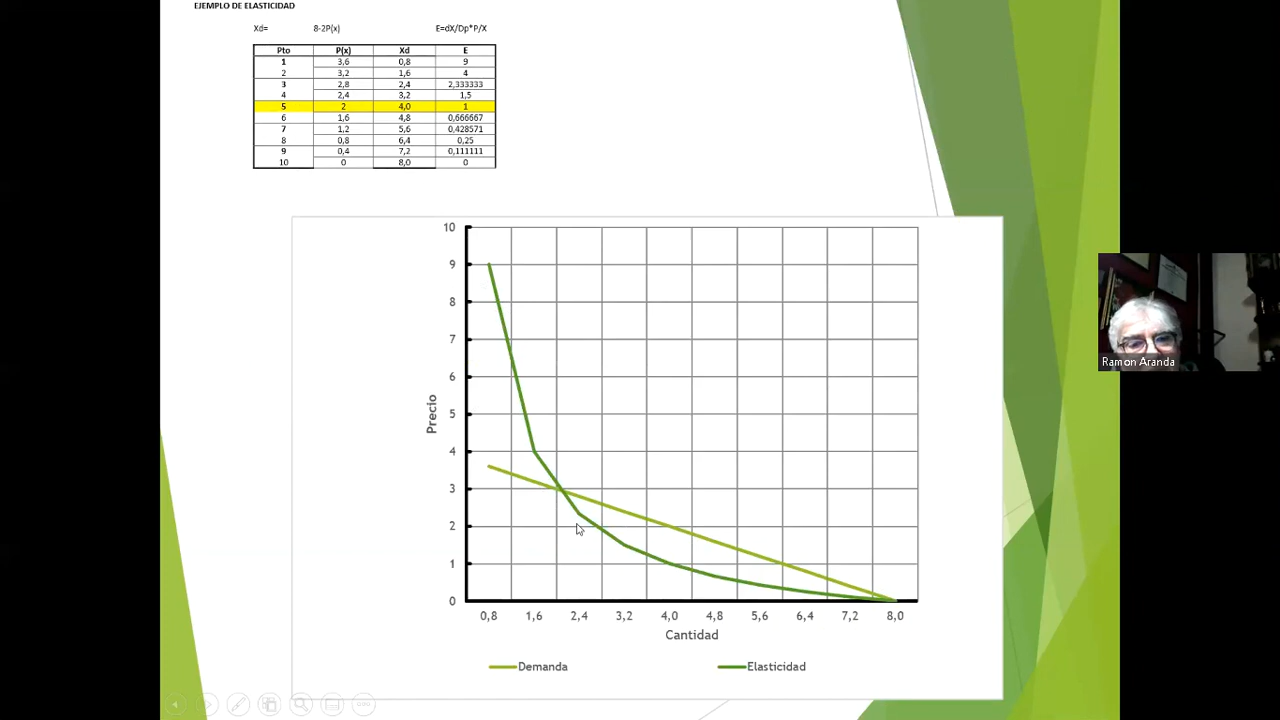 EJEMPLO DE ELASTICIDAD
Xd= 8-2P(x) E=dX/Dp*P/X
Pto P(x) Xd E
1 3,6 0,8 9
2 3,2 1,6 4
3 2,8 2,4 2,333333
4 2,4 3,2 1,5
5 2 4,0 1
6 1,6 4,8 0,666667
7 1,2 5,6 0,428571
8 0,8 6,4 0,25
9 0,4 7,2 0,111111
10 0 8,0 0
10
9
8
7
6
5
4
3
2
1
0
Precio
0,8 1,6 2,4 3,2 4,0 4,8 5,6 6,4 7,2 8,0
Cantidad
Demanda Elasticidad
Ramon Aranda